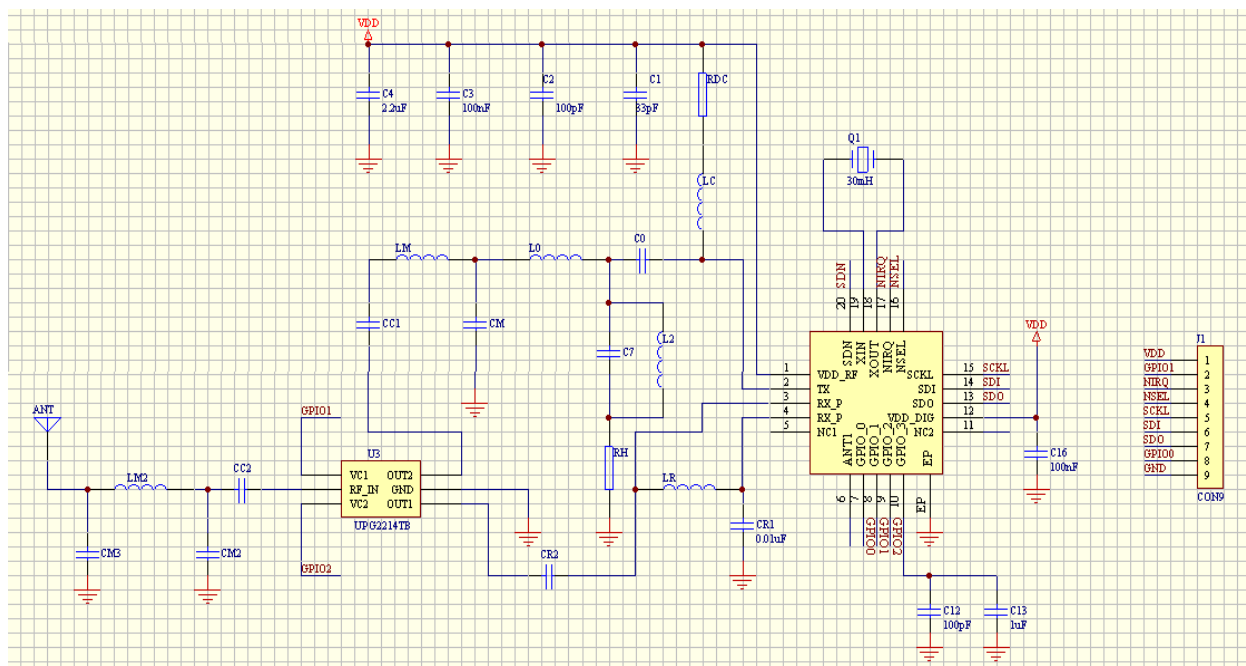 VDD
C4
2.2uF
C3
100nF
C2
100pF
C1
33pF
RDC
LC
Q1
30mH
LM
L0
C0
CC1
CM
C7
L2
SDN
NIRQ
NSEL
20
19
18
17
16
SDN
XIN
XOUT
NIRQ
NSEL
1
2
3
4
5
VDD_RF
TX
RX_P
RX_P
NC1
SCKL
SDI
SDO
VDD_DIG
NC2
15
14
13
12
11
SCKL
SDI
SDO
ANT1
GPIO_0
GPIO_1
GPIO_2
GPIO_3
EP
6
7
8
9
10
EP
GPIO0
GPIO1
GPIO2
VDD
C16
100nF
J1
VDD 1
GPIO1 2
NIRQ 3
NSEL 4
SCKL 5
SDI 6
SDO 7
GPIO0 8
GND 9
CON9
ANT
GPIO1
U3
VC1 OUT2
RF_IN GND
VC2 OUT1
UPG2214TB
GPIO2
LM2
CC2
CM3
CM2
RH
LR
CR1
0.01uF
CR2
C12
100pF
C13
1uF